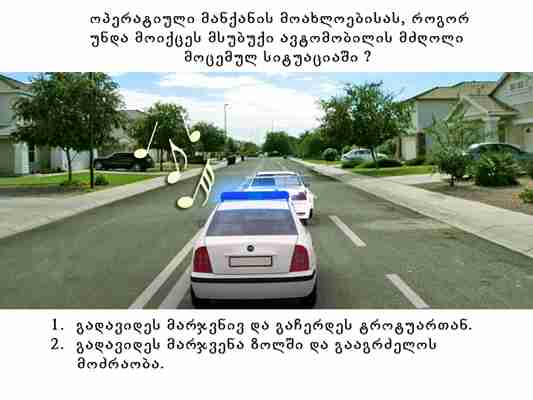 ოპერატიული მანქანის მოახლოებისას, როგორ
უნდა მოიქცეს მსუბუქი ავტომობილის მძღოლი
მოცემულ სიტუაციაში ?
1. გადავიდეს მარჯვნივ და გაჩერდეს ტროტუართან.
2. გადავიდეს მარჯვენა ზოლში და გააგრძელოს
მოძრაობა.